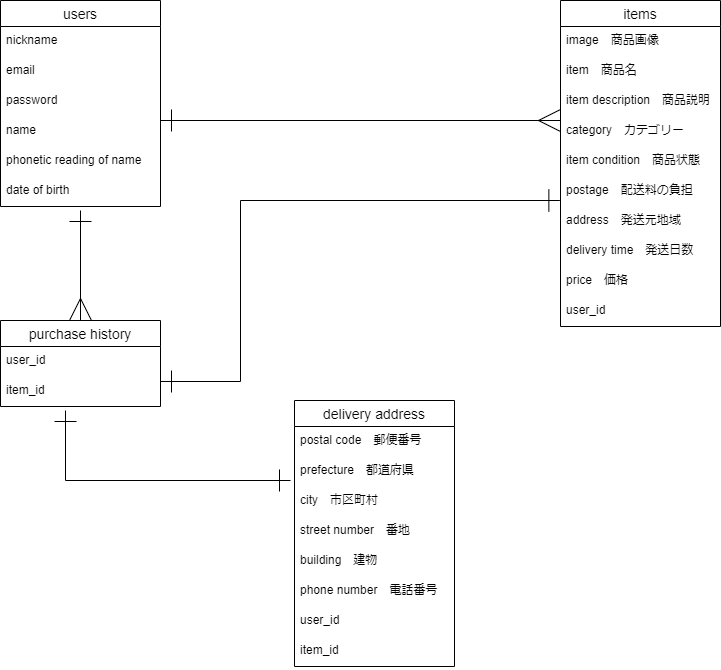 users
nickname
email
password
name
phonetic reading of name
date of birth
items
image　商品画像
item　商品名
item description　商品説明
category　カテゴリー
item condition　商品状態
postage　配送料の負担
address　発送元地域
delivery time　発送日数
price　価格
user_id
purchase history
user_id
item_id
delivery address
postal code　郵便番号
prefecture　都道府県
city　市区町村
street number　番地
building　建物
phone number　電話番号
user_id
item_id